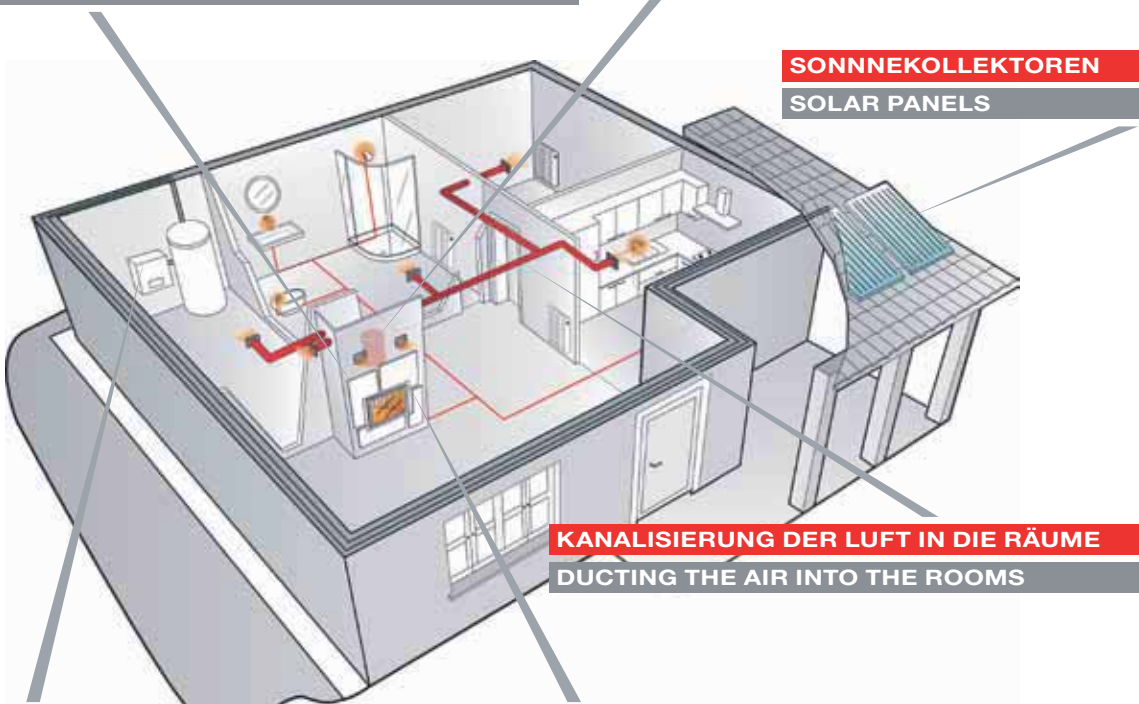 SONNNEKOLLEKTOREN
SOLAR PANELS
KANALISIERUNG DER LUFT IN DIE RÄUME
DUCTING THE AIR INTO THE ROOMS